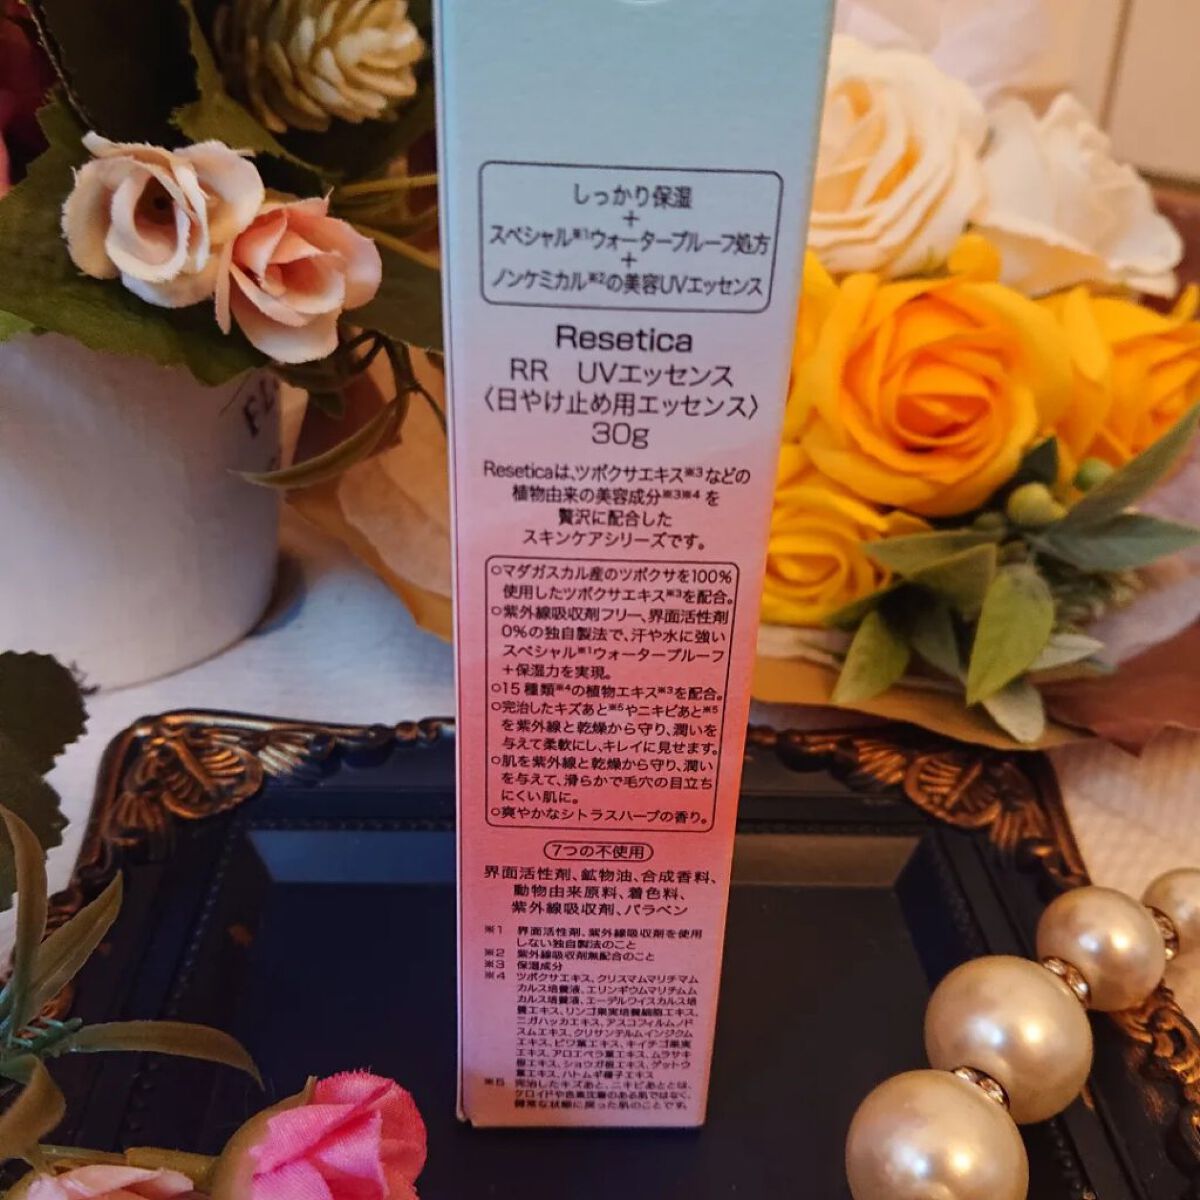 しっかり保湿
+
スペシャル※1ウォータープルーフ処方
+
ノンケミカル※2の美容UVエッセンス
Resetica
RR UVエッセンス
〈日やけ止め用エッセンス〉
30g
Reseticaは、ツボクサエキス※3などの
植物由来の美容成分※3※4を
贅沢に配合した
スキンケアシリーズです。
○マダガスカル産のツボクサを100%
使用したツボクサエキス※3を配合。
○紫外線吸収剤フリー、界面活性剤
0%の独自製法で、汗や水に強い
スペシャル※1ウォータープルーフ
+保湿力を実現。
○15種類※4の植物エキス※3を配合。
○完治したキズあと※5やニキビあと※5
を紫外線と乾燥から守り、潤いを
与えて柔軟にし、キレイに見せます。
○肌を紫外線と乾燥から守り、潤い
を与えて、滑らかで毛穴の目立ち
にくい肌に。
○爽やかなシトラスハーブの香り。
7つの不使用
界面活性剤、鉱物油、合成香料、
動物由来原料、着色料、
紫外線吸収剤、パラベン
※1 界面活性剤、紫外線吸収剤を使用
しない独自製法のこと
※2 紫外線吸収剤無配合のこと
※3 保湿成分
※4 ツボクサエキス、クリスマムマリチマム
カルス培養液、エリンギウムマリチムム
カルス培養液、エーデルワイスカルス培
養エキス、リンゴ果実培養細胞エキス、
ニガハッカエキス、アスコフィルムノド
スムエキス、クリサンテルムインジクム
エキス、ビワ葉エキス、キイチゴ果実
エキス、アロエベラ葉エキス、ムラサキ
根エキス、ショウガ根エキス、ゲットウ
葉エキス、ハトムギ種子エキス
※5 完治したキズあと、ニキビあととは、
ケロイドや色素沈着のある肌ではなく、
健常な状態に戻った肌のことです。